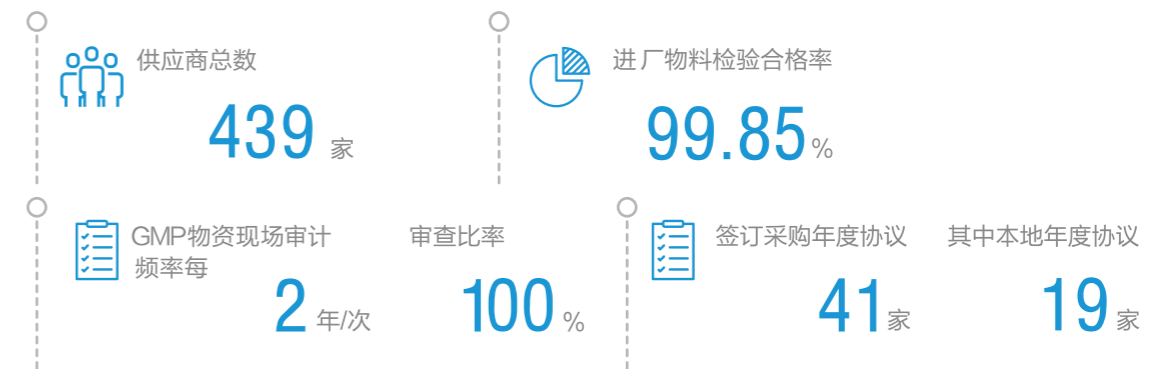 供应商总数
439 家
进厂物料检验合格率
99.85 %
GMP物资现场审计
频率每
2 年/次
审查比率
100 %
签订采购年度协议
41 家
其中本地年度协议
19 家